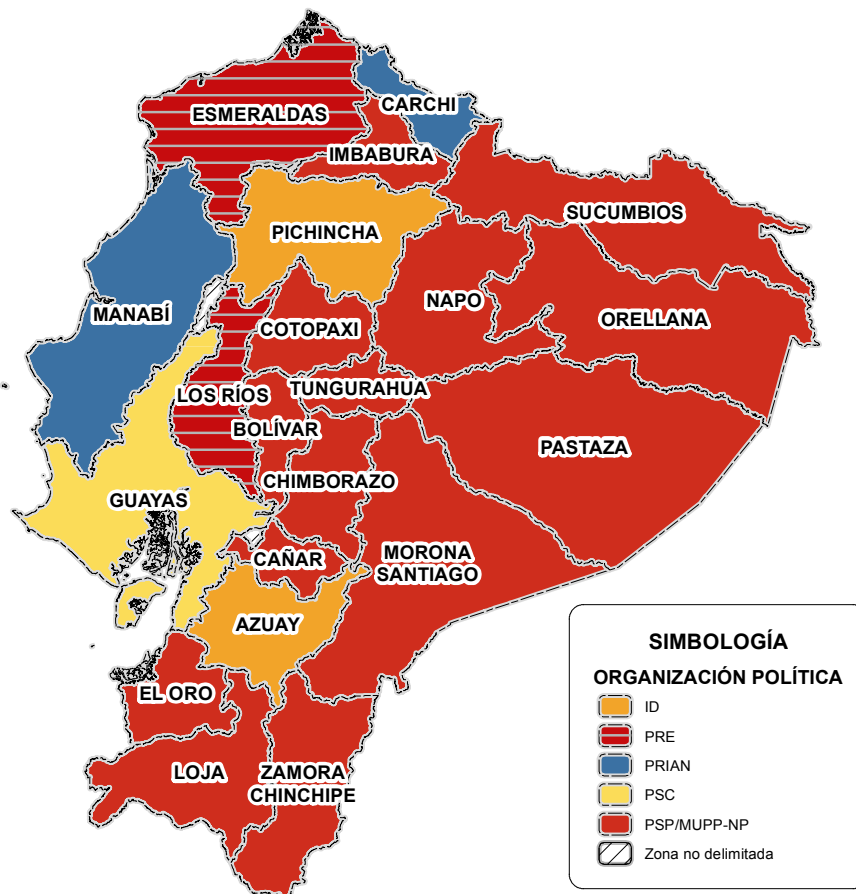 CARCHI
ESMERALDAS
IMBABURA
SUCUMBIOS
PICHINCHA
NAPO
MANABÍ
ORELLANA
COTOPAXI
TUNGURAHUA
LOS RÍOS
BOLÍVAR
PASTAZA
CHIMBORAZO
GUAYAS
MORONA
SANTIAGO
CAÑAR
AZUAY
EL ORO
LOJA
ZAMORA
CHINCHIPE
SIMBOLOGÍA
ORGANIZACIÓN POLÍTICA
ID
PRE
PRIAN
PSC
PSP/MUPP-NP
Zona no delimitada